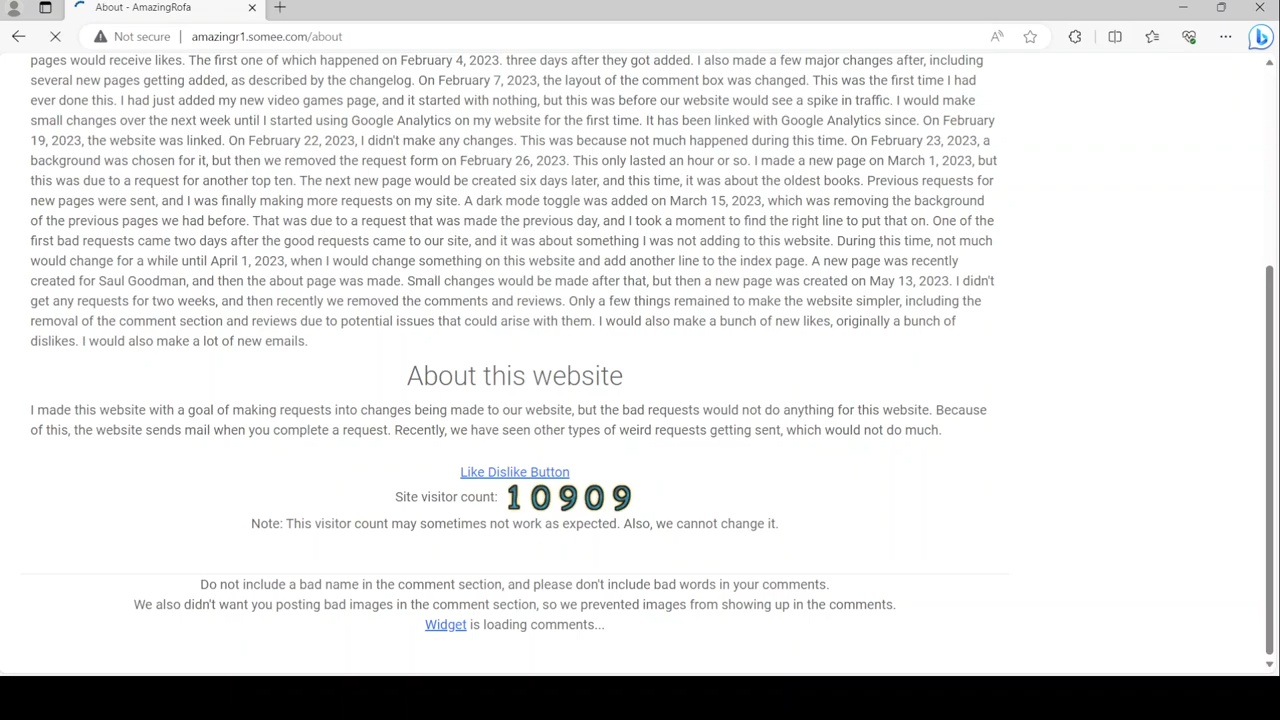 About - AmazingRofa
Not secure amazingr1.somee.com/about
pages would receive likes. The first one of which happened on February 4, 2023. three days after they got added. I also made a few major changes after, including
several new pages getting added, as described by the changelog. On February 7, 2023, the layout of the comment box was changed. This was the first time I had
ever done this. I had just added my new video games page, and it started with nothing, but this was before our website would see a spike in traffic. I would make
small changes over the next week until I started using Google Analytics on my website for the first time. It has been linked with Google Analytics since. On February
19, 2023, the website was linked. On February 22, 2023, I didn't make any changes. This was because not much happened during this time. On February 23, 2023, a
background was chosen for it, but then we removed the request form on February 26, 2023. This only lasted an hour or so. I made a new page on March 1, 2023, but
this was due to a request for another top ten. The next new page would be created six days later, and this time, it was about the oldest books. Previous requests for
new pages were sent, and I was finally making more requests on my site. A dark mode toggle was added on March 15, 2023, which was removing the background
of the previous pages we had before. That was due to a request that was made the previous day, and I took a moment to find the right line to put that on. One of the
first bad requests came two days after the good requests came to our site, and it was about something I was not adding to this website. During this time, not much
would change for a while until April 1, 2023, when I would change something on this website and add another line to the index page. A new page was recently
created for Saul Goodman, and then the about page was made. Small changes would be made after that, but then a new page was created on May 13, 2023. I didn't
get any requests for two weeks, and then recently we removed the comments and reviews. Only a few things remained to make the website simpler, including the
removal of the comment section and reviews due to potential issues that could arise with them. I would also make a bunch of new likes, originally a bunch of
dislikes. I would also make a lot of new emails.
About this website
I made this website with a goal of making requests into changes being made to our website, but the bad requests would not do anything for this website. Because
of this, the website sends mail when you complete a request. Recently, we have seen other types of weird requests getting sent, which would not do much.
Like Dislike Button
Site visitor count: 10909
Note: This visitor count may sometimes not work as expected. Also, we cannot change it.
Do not include a bad name in the comment section, and please don't include bad words in your comments.
We also didn't want you posting bad images in the comment section, so we prevented images from showing up in the comments.
Widget is loading comments...